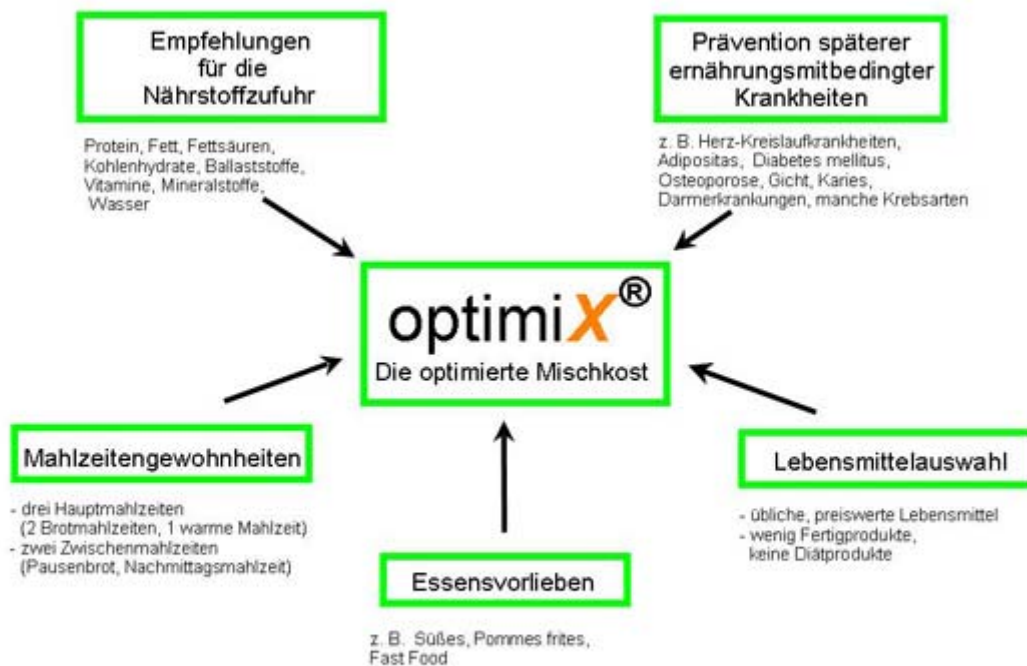 Empfehlungen
für die
Nährstoffzufuhr
Protein, Fett, Fettsäuren,
Kohlenhydrate, Ballaststoffe,
Vitamine, Mineralstoffe,
Wasser
Prävention späterer
ernährungsmitbedingter
Krankheiten
z. B. Herz-Kreislaufkrankheiten,
Adipositas, Diabetes mellitus,
Osteoporose, Gicht, Karies,
Darmerkrankungen, manche Krebsarten
optimiX®
Die optimierte Mischkost
Mahlzeitengewohnheiten
- drei Hauptmahlzeiten
(2 Brotmahlzeiten, 1 warme Mahlzeit)
- zwei Zwischenmahlzeiten
(Pausenbrot, Nachmittagsmahlzeit)
Essensvorlieben
z. B. Süßes, Pommes frites,
Fast Food
Lebensmittelauswahl
- übliche, preiswerte Lebensmittel
- wenig Fertigprodukte,
keine Diätprodukte